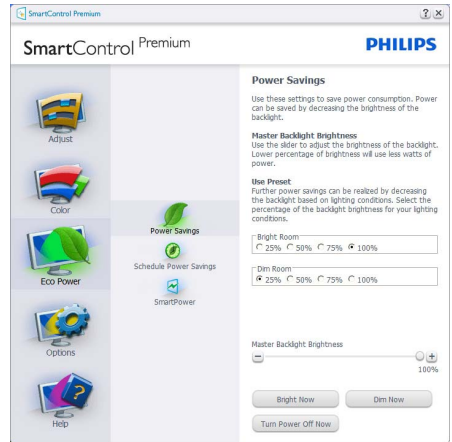 SmartControl Premium
SmartControl Premium
PHILIPS
Adjust
Color
Eco Power
Options
Help
Power Savings
Schedule Power Savings
SmartPower
Power Savings
Use these settings to save power consumption. Power
can be saved by decreasing the brightness of the
backlight.
Master Backlight Brightness
Use the slider to adjust the brightness of the backlight.
Lower percentage of brightness will use less watts of
power.
Use Preset
Further power savings can be realized by decreasing
the backlight based on lighting conditions. Select the
percentage of the backlight brightness for your lighting
conditions.
Bright Room
25% 50% 75% 100%
Dim Room
25% 50% 75% 100%
Master Backlight Brightness
100%
Bright Now Dim Now
Turn Power Off Now